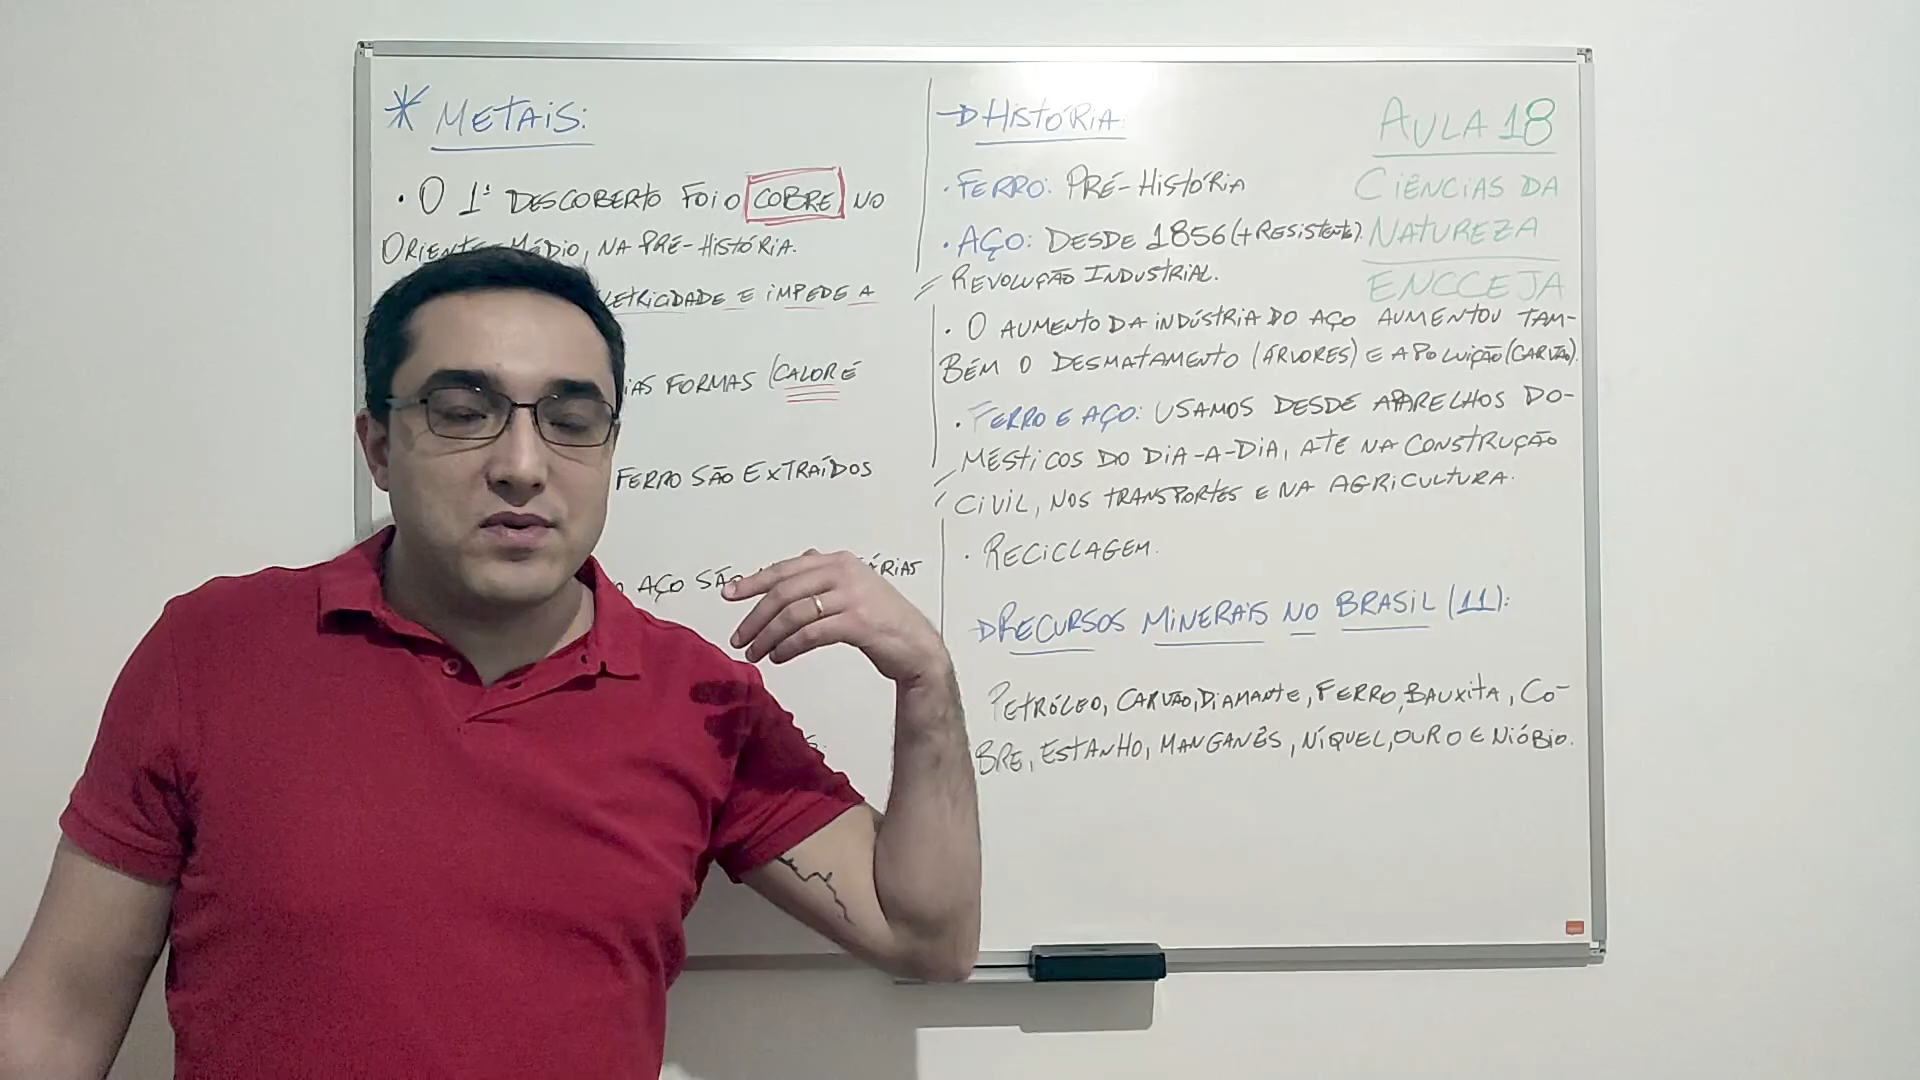 * METAIS:
• O 1º DESCOBERTO FOI O COBRE NO
ORIENTE MÉDIO, NA PRÉ-HISTÓRIA.
ETRICIDADE E IMPEDE A
IAS FORMAS (CALOR É
FERRO SÃO EXTRAÍDOS
AÇO SÃO
HISTÓRIA:
• FERRO: PRÉ-HISTÓRIA
• AÇO: DESDE 1856 (+ RESISTENTE).
REVOLUÇÃO INDUSTRIAL.
• O AUMENTO DA INDÚSTRIA DO AÇO AUMENTOU TAM-
BÉM O DESMATAMENTO (ÁRVORES) E A POLUIÇÃO (CARVÃO).
• FERRO E AÇO: USAMOS DESDE APARELHOS DO-
MÉSTICOS DO DIA-A-DIA, ATE NA CONSTRUÇÃO
CIVIL, NOS TRANSPORTES E NA AGRICULTURA.
• RECICLAGEM.
RECURSOS MINERAIS NO BRASIL (11):
PETRÓLEO, CARVÃO, DIAMANTE, FERRO, BAUXITA, CO-
BRE, ESTANHO, MANGANÊS, NÍQUEL, OURO E NIÓBIO.
AULA 18
CIÊNCIAS DA
NATUREZA
ENCCEJA